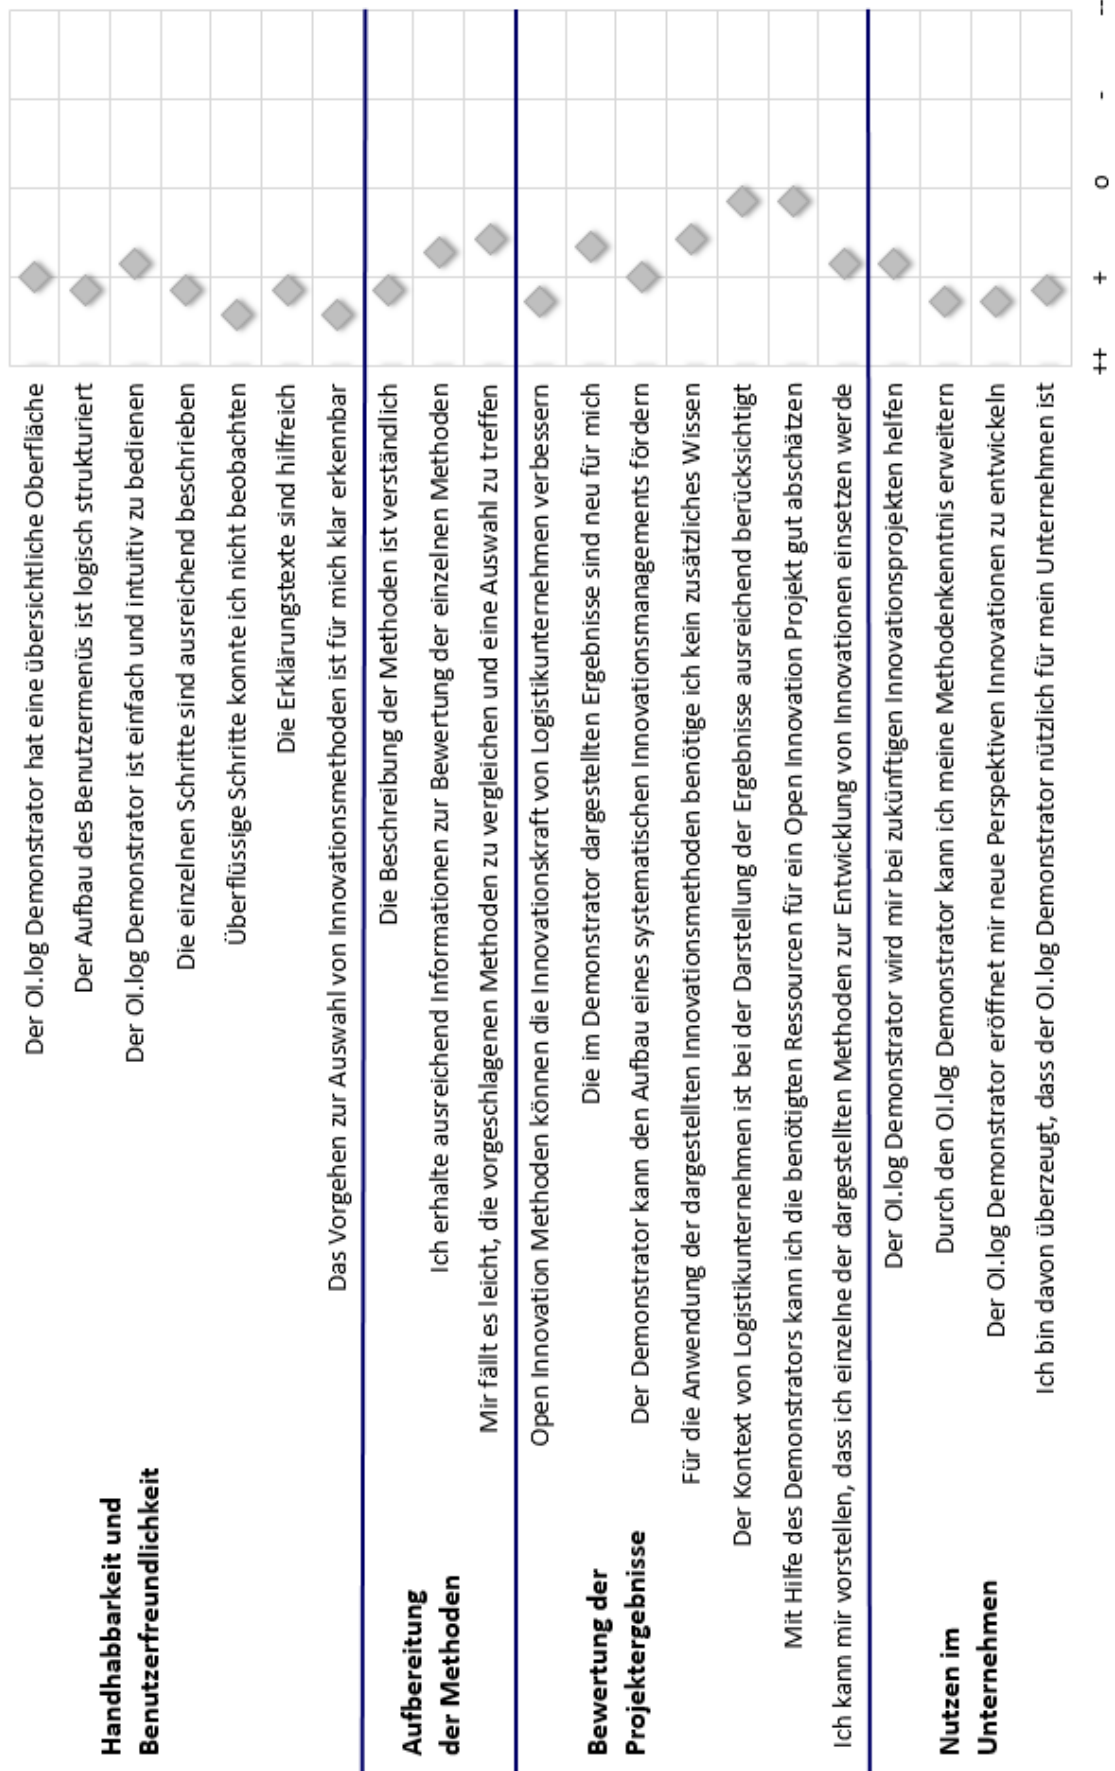 Handhabbarkeit und
Benutzerfreundlichkeit
Der OI.log Demonstrator hat eine übersichtliche Oberfläche
Der Aufbau des Benutzermenüs ist logisch strukturiert
Der OI.log Demonstrator ist einfach und intuitiv zu bedienen
Die einzelnen Schritte sind ausreichend beschrieben
Überflüssige Schritte konnte ich nicht beobachten
Die Erklärungstexte sind hilfreich
Das Vorgehen zur Auswahl von Innovationsmethoden ist für mich klar erkennbar
Aufbereitung
der Methoden
Die Beschreibung der Methoden ist verständlich
Ich erhalte ausreichend Informationen zur Bewertung der einzelnen Methoden
Mir fällt es leicht, die vorgeschlagenen Methoden zu vergleichen und eine Auswahl zu treffen
Bewertung der
Projektergebnisse
Open Innovation Methoden können die Innovationskraft von Logistikunternehmen verbessern
Die im Demonstrator dargestellten Ergebnisse sind neu für mich
Der Demonstrator kann den Aufbau eines systematischen Innovationsmanagements fördern
Für die Anwendung der dargestellten Innovationsmethoden benötige ich kein zusätzliches Wissen
Der Kontext von Logistikunternehmen ist bei der Darstellung der Ergebnisse ausreichend berücksichtigt
Mit Hilfe des Demonstrators kann ich die benötigten Ressourcen für ein Open Innovation Projekt gut abschätzen
Ich kann mir vorstellen, dass ich einzelne der dargestellten Methoden zur Entwicklung von Innovationen einsetzen werde
Nutzen im
Unternehmen
Der OI.log Demonstrator wird mir bei zukünftigen Innovationsprojekten helfen
Durch den OI.log Demonstrator kann ich meine Methodenkenntnis erweitern
Der OI.log Demonstrator eröffnet mir neue Perspektiven Innovationen zu entwickeln
Ich bin davon überzeugt, dass der OI.log Demonstrator nützlich für mein Unternehmen ist
++ + o - --